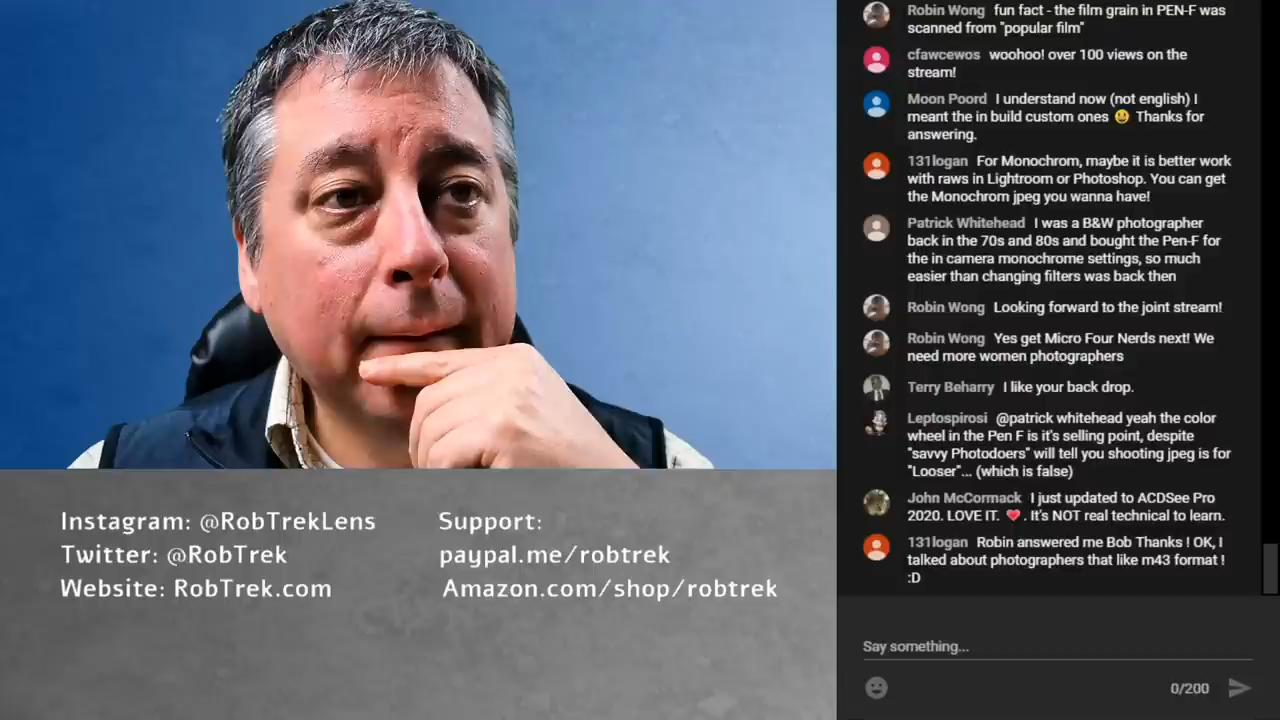 Instagram: @RobTrekLens
Twitter: @RobTrek
Website: RobTrek.com
Support:
paypal.me/robtrek
Amazon.com/shop/robtrek
Robin Wong fun fact - the film grain in PEN-F was
scanned from "popular film"
cfawcewos woohoo! over 100 views on the
stream!
Moon Poord I understand now (not english) I
meant the in build custom ones 😃 Thanks for
answering.
131logan For Monochrom, maybe it is better work
with raws in Lightroom or Photoshop. You can get
the Monochrom jpeg you wanna have!
Patrick Whitehead I was a B&W photographer
back in the 70s and 80s and bought the Pen-F for
the in camera monochrome settings, so much
easier than changing filters was back then
Robin Wong Looking forward to the joint stream!
Robin Wong Yes get Micro Four Nerds next! We
need more women photographers
Terry Beharry I like your back drop.
Leptospirosi @patrick whitehead yeah the color
wheel in the Pen F is it's selling point, despite
"savvy Photodoers" will tell you shooting jpeg is for
"Looser"... (which is false)
John McCormack I just updated to ACDSee Pro
2020. LOVE IT. ❤️. It's NOT real technical to learn.
131logan Robin answered me Bob Thanks ! OK, I
talked about photographers that like m43 format !
:D
Say something...
0/200